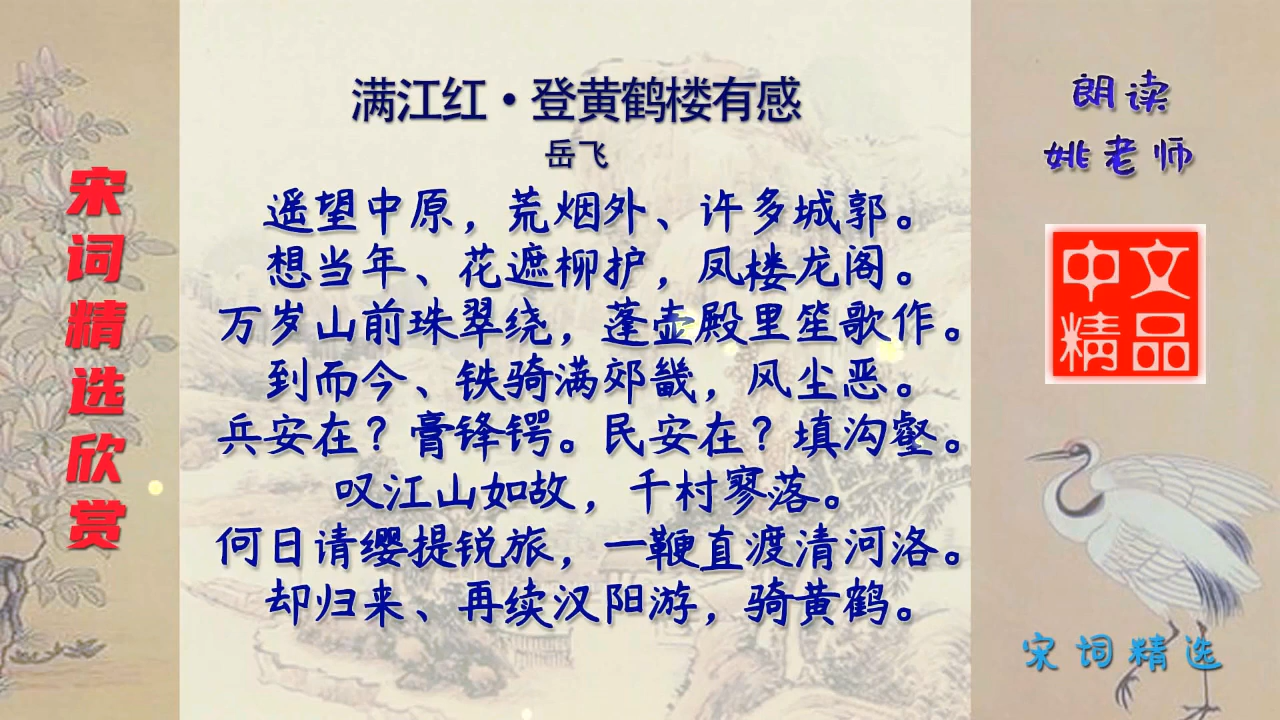 宋词精选欣赏
满江红·登黄鹤楼有感
岳飞
遥望中原，荒烟外、许多城郭。
想当年、花遮柳护，凤楼龙阁。
万岁山前珠翠绕，蓬壶殿里笙歌作。
到而今、铁骑满郊畿，风尘恶。
兵安在？膏锋锷。民安在？填沟壑。
叹江山如故，千村寥落。
何日请缨提锐旅，一鞭直渡清河洛。
却归来、再续汉阳游，骑黄鹤。
朗读
姚老师
中文
精品
宋词精选